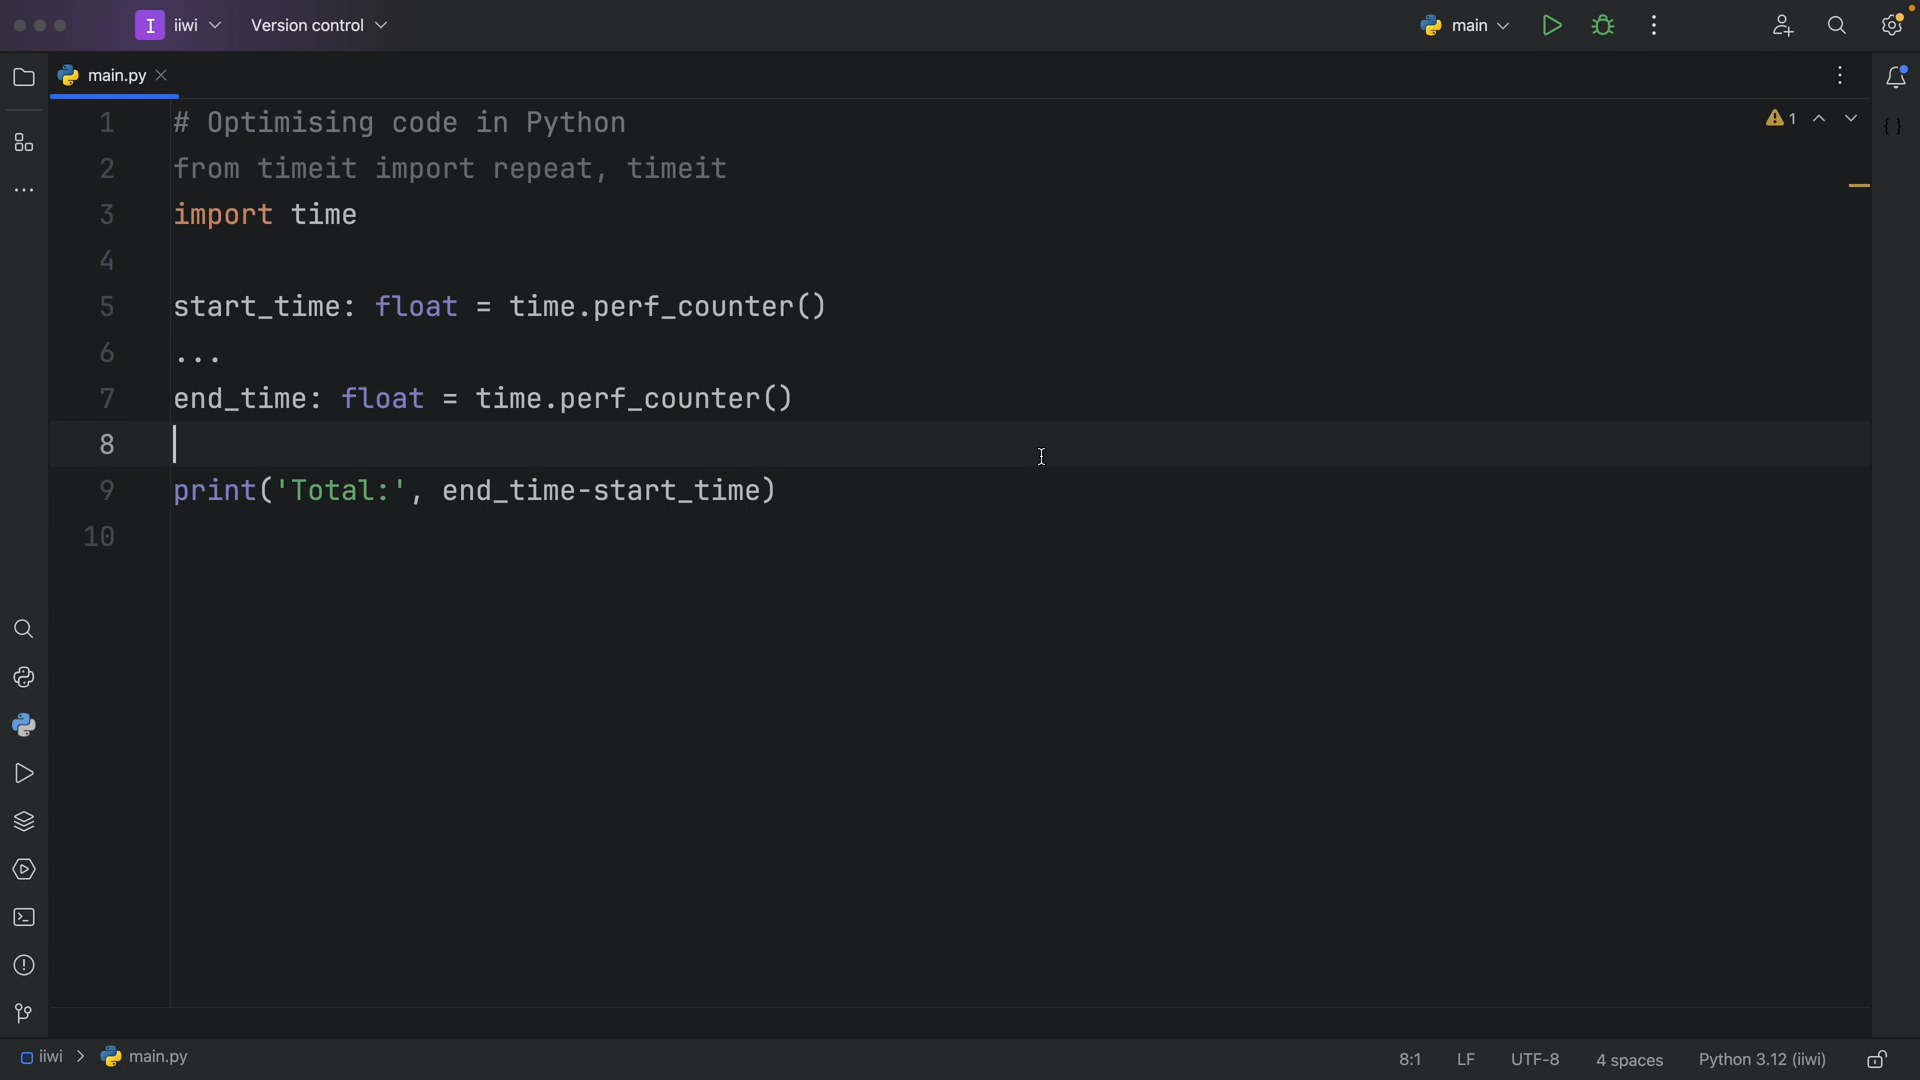 I iiwi Version control main
main.py
1 # Optimising code in Python
2 from timeit import repeat, timeit
3 import time
4
5 start_time: float = time.perf_counter()
6 ...
7 end_time: float = time.perf_counter()
8
9 print('Total:', end_time-start_time)
10
1
iiwi > main.py 8:1 LF UTF-8 4 spaces Python 3.12 (iiwi)